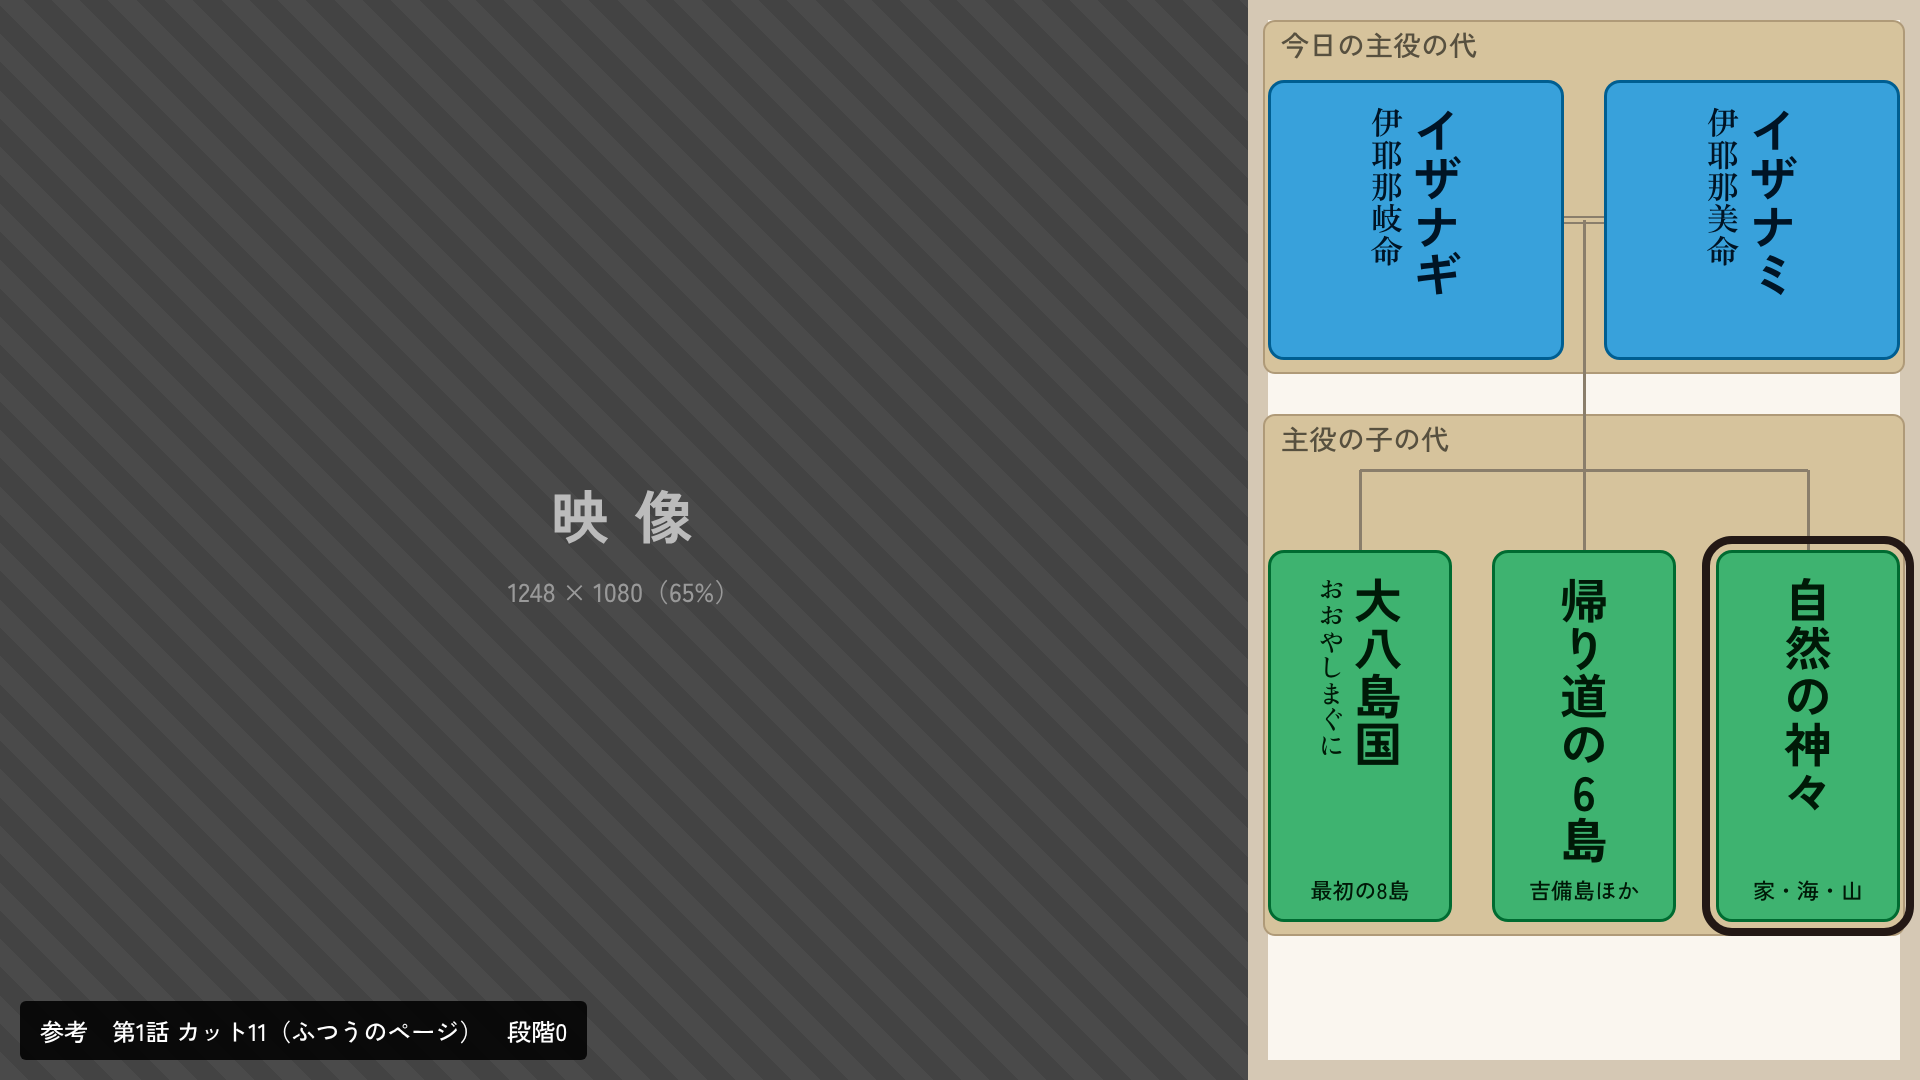 映像
1248 × 1080（65%）
参考　第1話 カット11（ふつうのページ）　段階0
今日の主役の代
イザナギ
伊耶那岐命
イザナミ
伊耶那美命
主役の子の代
大八島国
おおやしまぐに
最初の8島
帰り道の6島
吉備島ほか
自然の神々
家・海・山